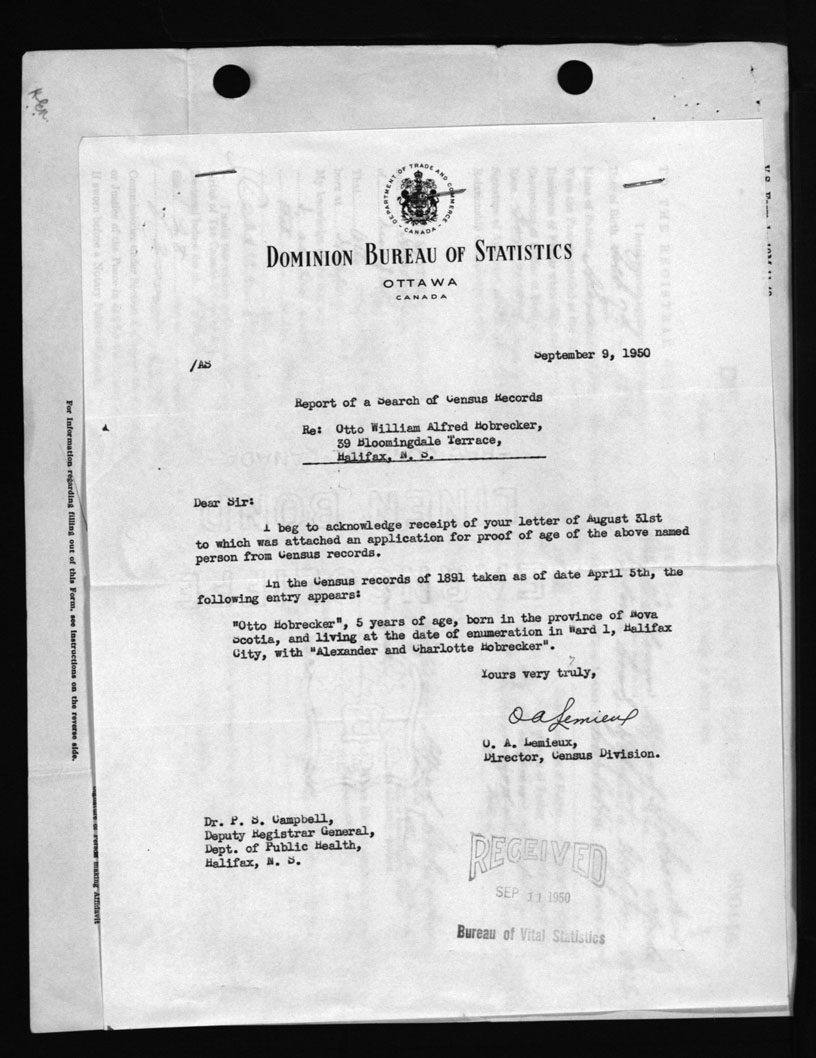 DEPARTMENT OF TRADE AND COMMERCE
- CANADA -
DOMINION BUREAU OF STATISTICS
OTTAWA
CANADA
September 9, 1950
/AS
Report of a Search of Census Records
Re: Otto William Alfred Hobrecker,
39 Bloomingdale Terrace,
Halifax, N. S.
Dear Sir:
I beg to acknowledge receipt of your letter of August 31st
to which was attached an application for proof of age of the above named
person from Census records.
In the Census records of 1891 taken as of date April 5th, the
following entry appears:
"Otto Hobrecker", 5 years of age, born in the province of Nova
Scotia, and living at the date of enumeration in Ward 1, Halifax
City, with "Alexander and Charlotte Hobrecker".
Yours very truly,
O A Lemieux
O. A. Lemieux,
Director, Census Division.
Dr. P. S. Campbell,
Deputy Registrar General,
Dept. of Public Health,
Halifax, N. S.
RECEIVED
SEP 11 1950
Bureau of Vital Statistics
For Information regarding filling out of this Form, see instructions on the reverse side.